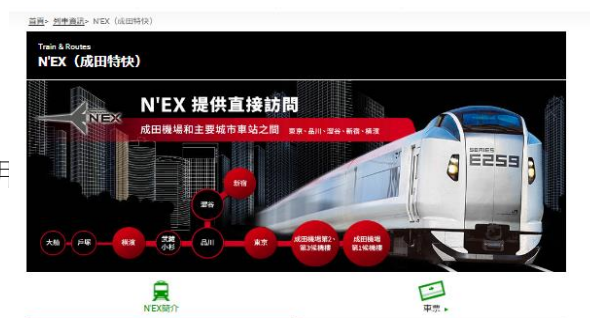 首頁> 列車資訊> N'EX（成田特快）
Train & Routes
N'EX（成田特快）
N'EX 提供直接訪問
NEX
成田機場和主要城市車站之間 東京・品川・澀谷・新宿・橫濱
SERIES
E259
新宿
澀谷
大船
戶塚
橫濱
武藏
小杉
品川
東京
成田機場第2、
第3候機樓
成田機場
第1候機樓
N'EX簡介
車票